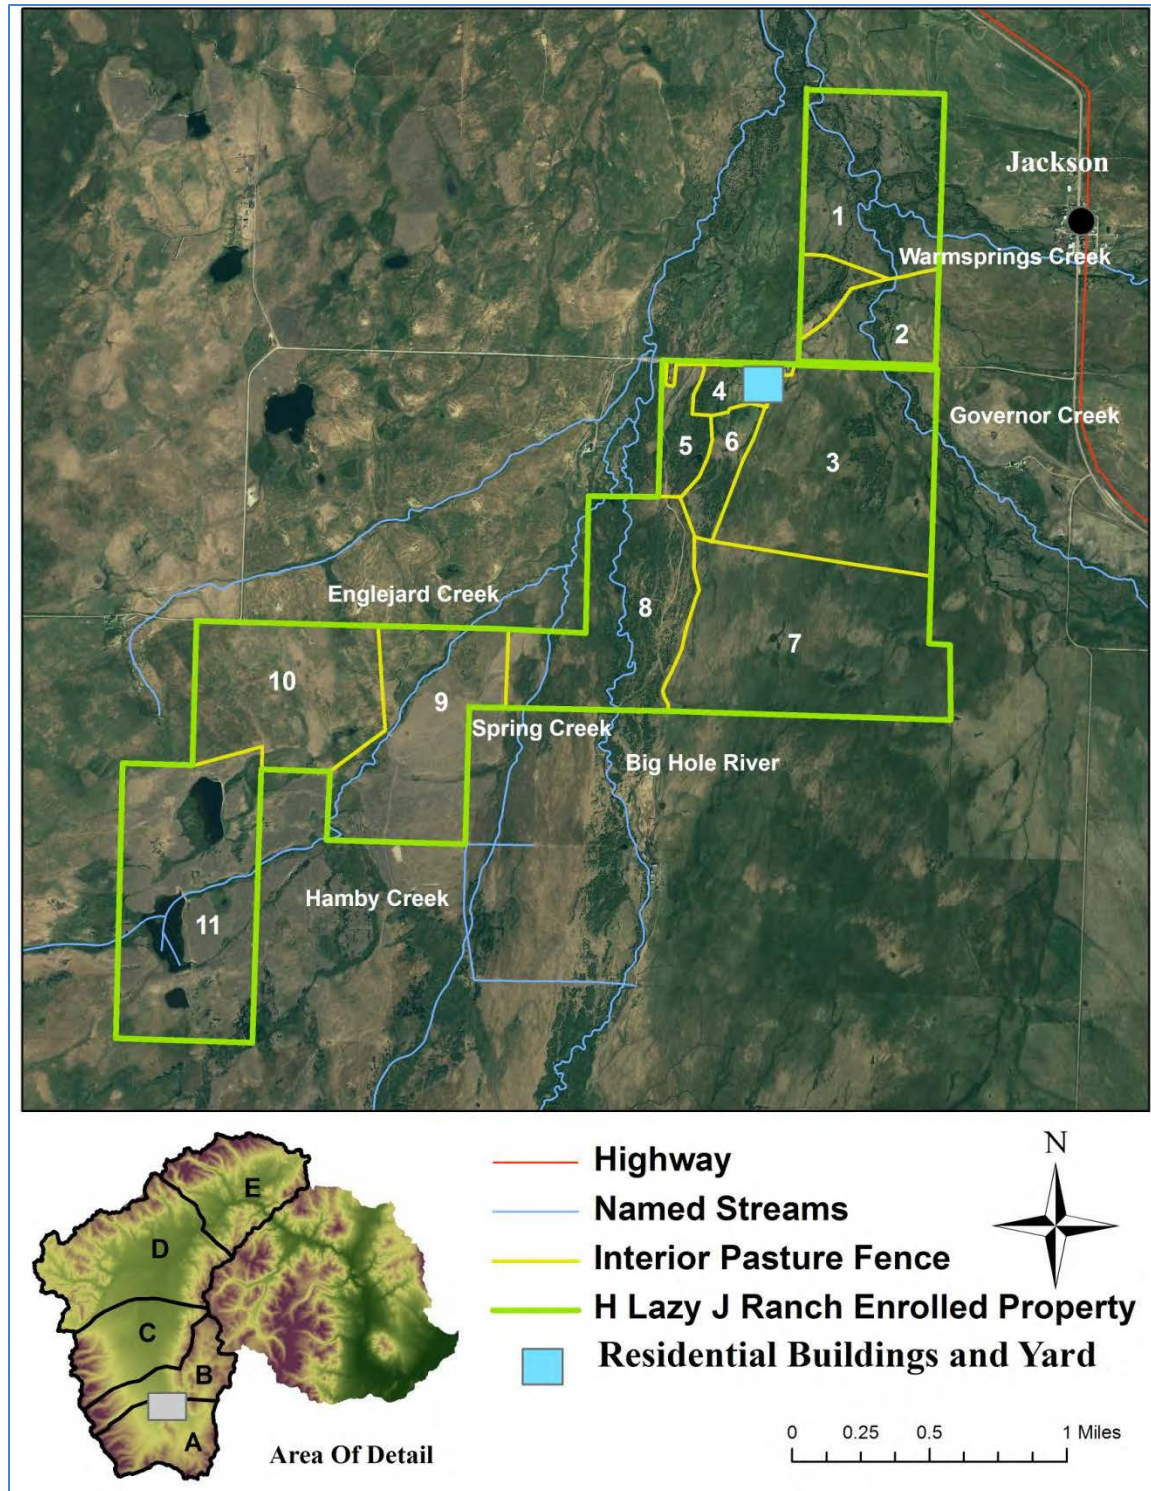 Jackson
1
Warmsprings Creek
2
4
Governor Creek
5
6
3
Englejard Creek
8
7
10
9
Spring Creek
Big Hole River
Hamby Creek
11
E
D
C
B
A
Area Of Detail
Highway
Named Streams
Interior Pasture Fence
H Lazy J Ranch Enrolled Property
Residential Buildings and Yard
N
0 0.25 0.5 1 Miles